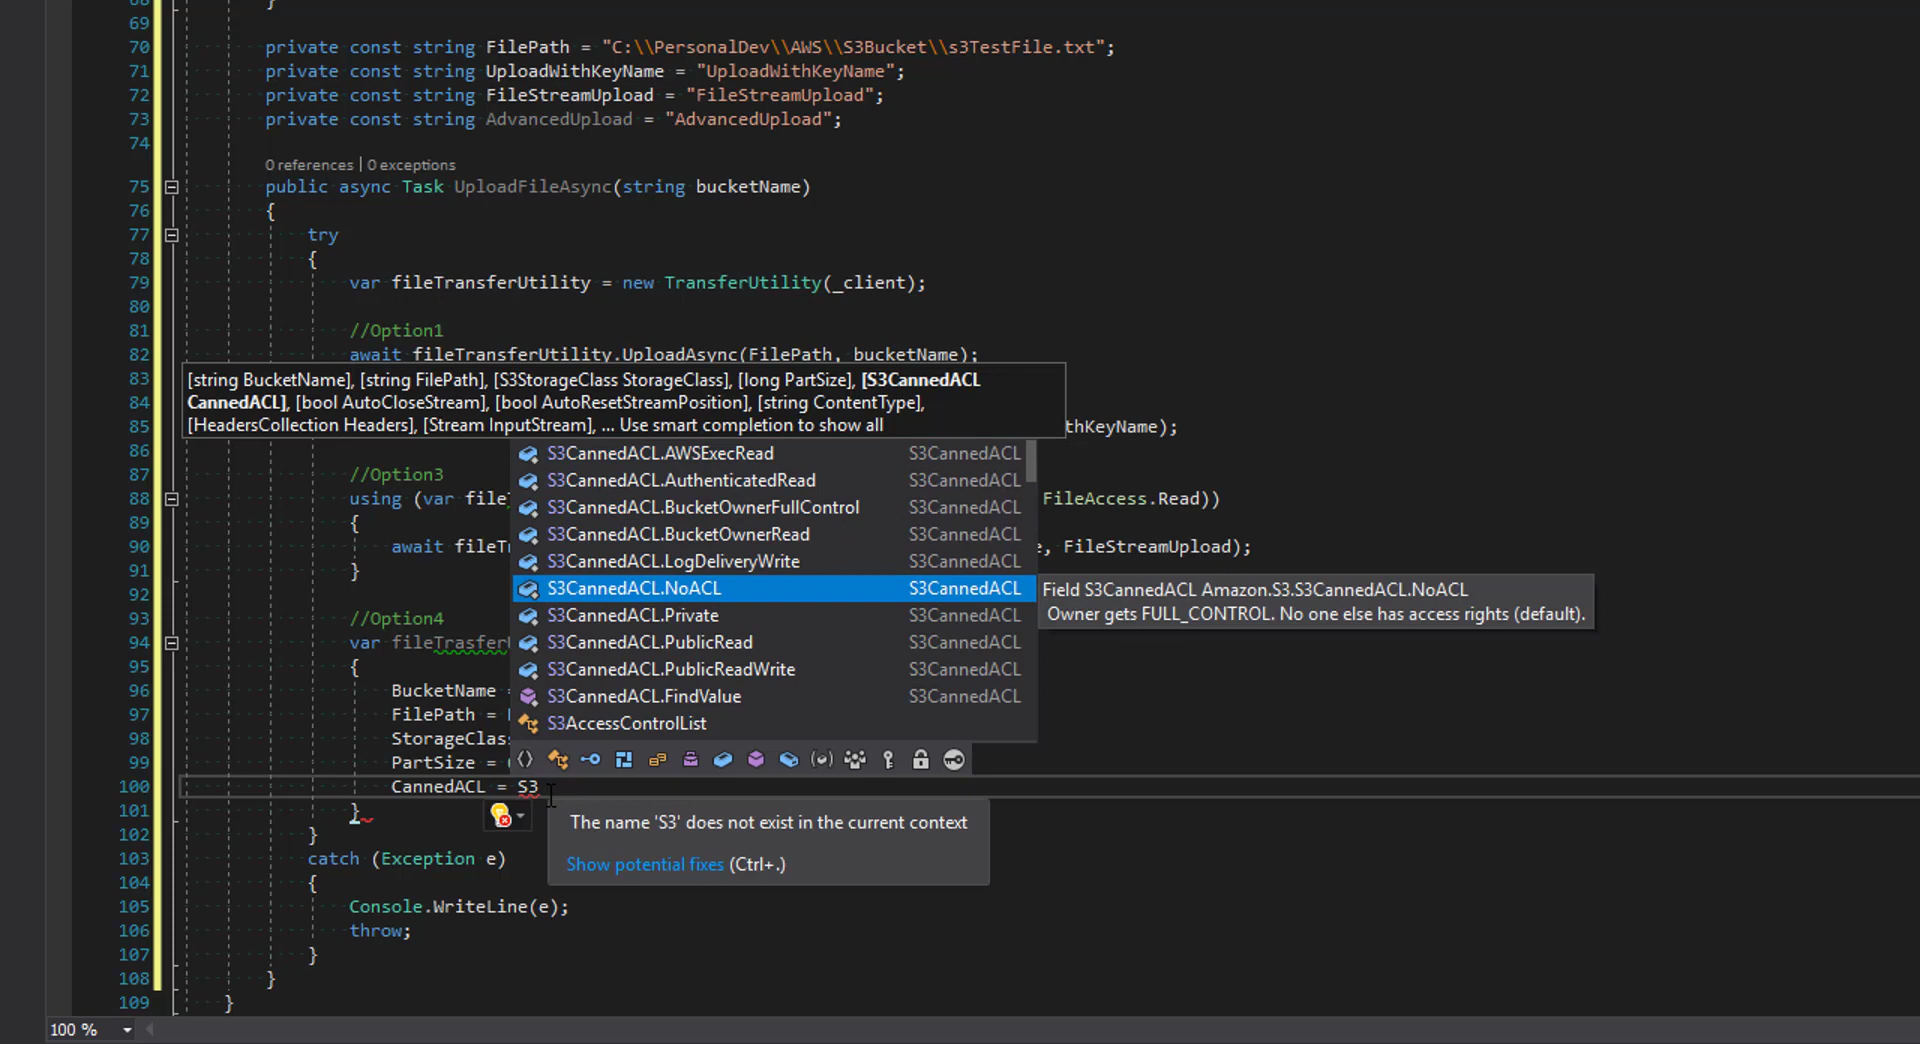 68 }
69
70 private const string FilePath = "C:\\PersonalDev\\AWS\\S3Bucket\\s3TestFile.txt";
71 private const string UploadWithKeyName = "UploadWithKeyName";
72 private const string FileStreamUpload = "FileStreamUpload";
73 private const string AdvancedUpload = "AdvancedUpload";
74
0 references | 0 exceptions
75 public async Task UploadFileAsync(string bucketName)
76 {
77 try
78 {
79 var fileTransferUtility = new TransferUtility(_client);
80
81 //Option1
82 await fileTransferUtility.UploadAsync(FilePath, bucketName);
83 [string BucketName], [string FilePath], [S3StorageClass StorageClass], [long PartSize], [S3CannedACL
84 CannedACL], [bool AutoCloseStream], [bool AutoResetStreamPosition], [string ContentType],
[HeadersCollection Headers], [Stream InputStream], ... Use smart completion to show all
85 thKeyName);
86
S3CannedACL.AWSExecRead S3CannedACL
87 //Option3
S3CannedACL.AuthenticatedRead S3CannedACL
88 using (var file FileAccess.Read))
S3CannedACL.BucketOwnerFullControl S3CannedACL
89 {
S3CannedACL.BucketOwnerRead S3CannedACL
90 await fileT e, FileStreamUpload);
S3CannedACL.LogDeliveryWrite S3CannedACL
91 }
92
S3CannedACL.NoACL S3CannedACL
Field S3CannedACL Amazon.S3.S3CannedACL.NoACL
Owner gets FULL_CONTROL. No one else has access rights (default).
93 //Option4
S3CannedACL.Private S3CannedACL
94 var fileTrasfer
S3CannedACL.PublicRead S3CannedACL
95 {
S3CannedACL.PublicReadWrite S3CannedACL
96 BucketName =
S3CannedACL.FindValue S3CannedACL
97 FilePath =
S3AccessControlList
98 StorageClass
99 PartSize =
100 CannedACL = S3
101 }
The name 'S3' does not exist in the current context
102 }
103 catch (Exception e)
Show potential fixes (Ctrl+.)
104 {
105 Console.WriteLine(e);
106 throw;
107 }
108 }
109 }
100 %